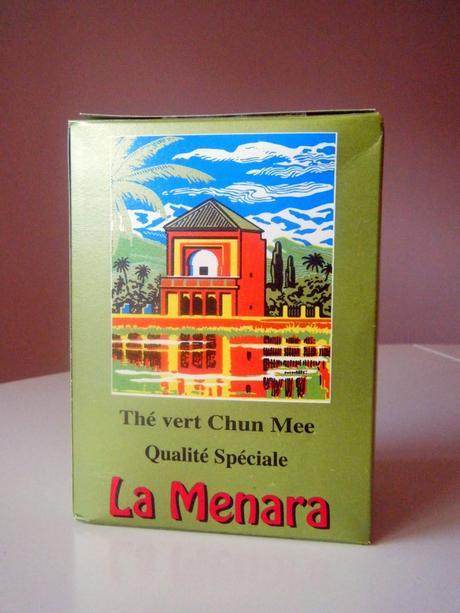 Thé vert Chun Mee
Qualité Spéciale
La Menara